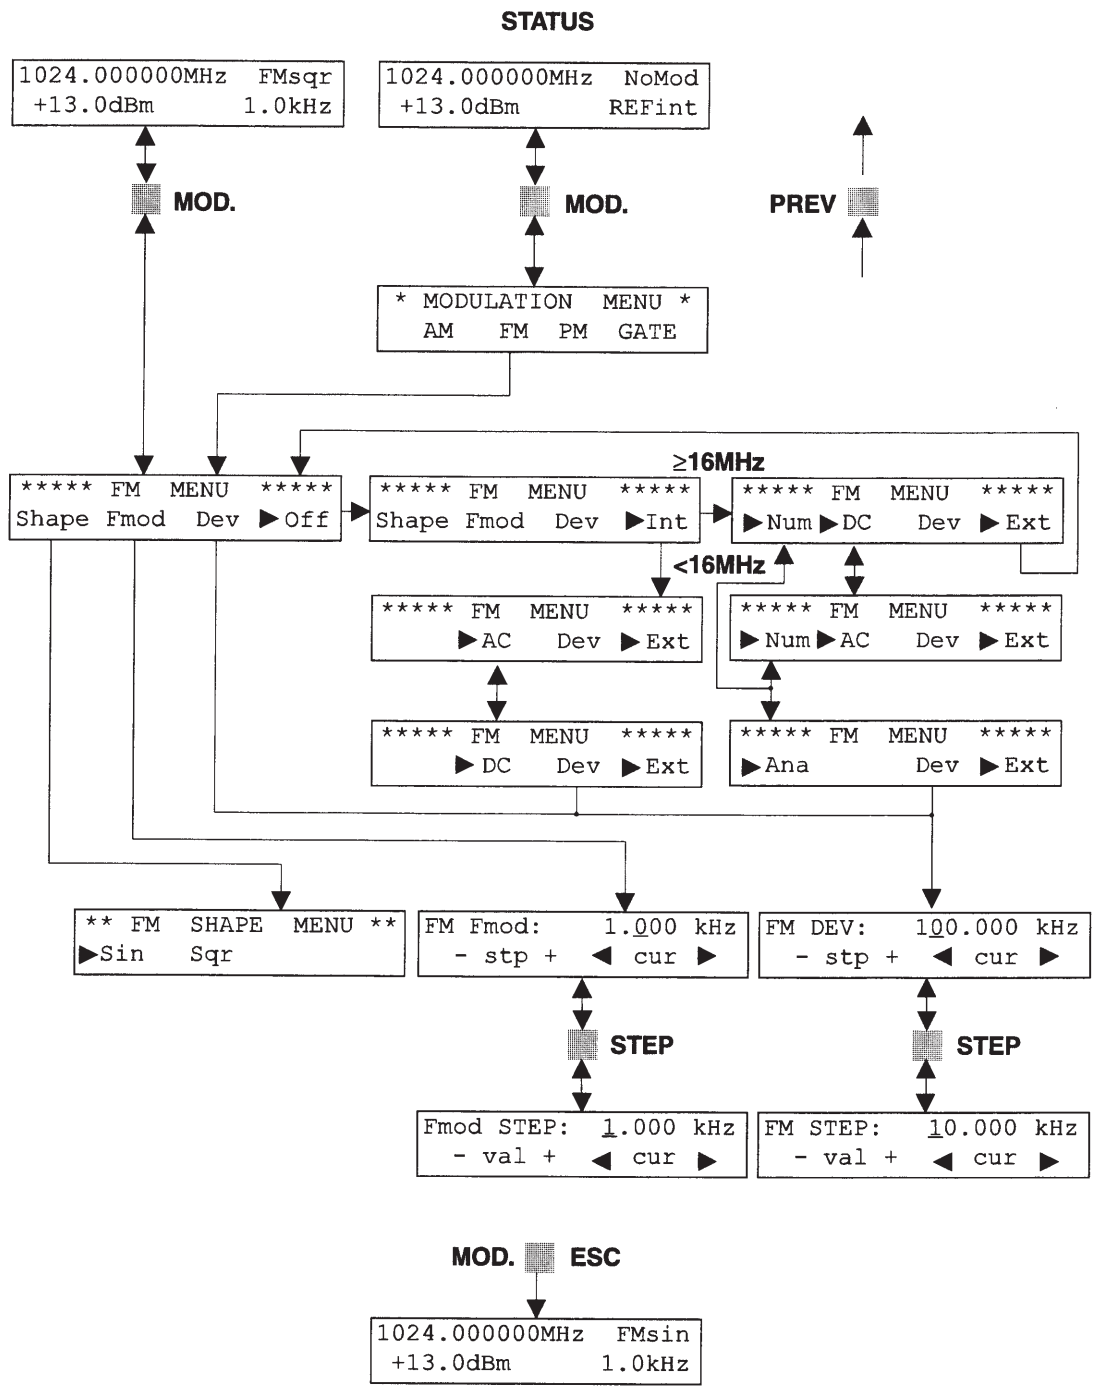 STATUS
1024.000000MHz FMsqr
+13.0dBm 1.0kHz
1024.000000MHz NoMod
+13.0dBm REFint
MOD.
MOD.
PREV
* MODULATION MENU *
AM FM PM GATE
≥16MHz
***** FM MENU *****
Shape Fmod Dev ▶Off
***** FM MENU *****
Shape Fmod Dev ▶Int
***** FM MENU *****
▶Num ▶DC Dev ▶Ext
<16MHz
***** FM MENU *****
▶AC Dev ▶Ext
***** FM MENU *****
▶Num ▶AC Dev ▶Ext
***** FM MENU *****
▶DC Dev ▶Ext
***** FM MENU *****
▶Ana Dev ▶Ext
** FM SHAPE MENU **
▶Sin Sqr
FM Fmod: 1.000 kHz
- stp + ◀ cur ▶
FM DEV: 100.000 kHz
- stp + ◀ cur ▶
STEP
STEP
Fmod STEP: 1.000 kHz
- val + ◀ cur ▶
FM STEP: 10.000 kHz
- val + ◀ cur ▶
MOD. ESC
1024.000000MHz FMsin
+13.0dBm 1.0kHz